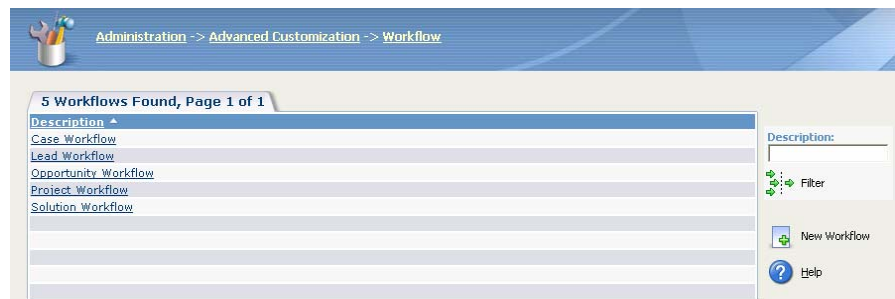 Administration -> Advanced Customization -> Workflow
5 Workflows Found, Page 1 of 1
Description
Case Workflow
Lead Workflow
Opportunity Workflow
Project Workflow
Solution Workflow
Description:
Filter
New Workflow
Help